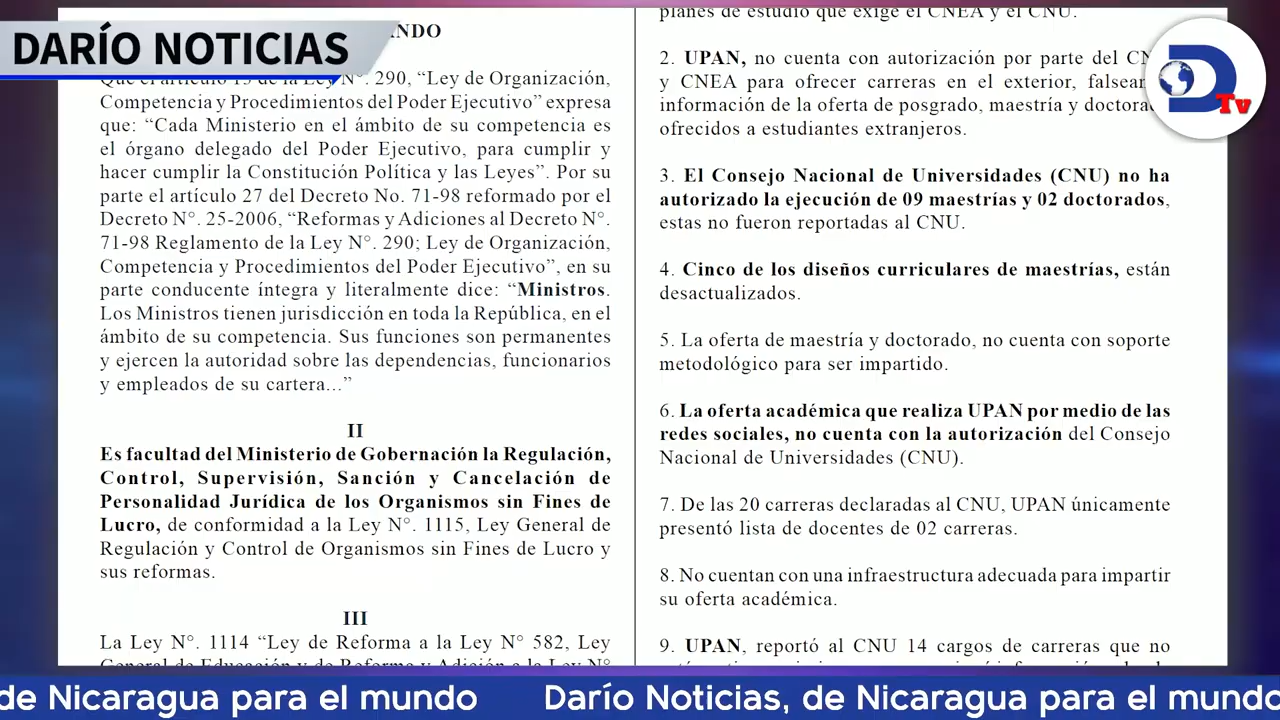 DARÍO NOTICIAS
NDO
Que el artículo 13 de la Ley N°. 290, “Ley de Organización,
Competencia y Procedimientos del Poder Ejecutivo” expresa
que: “Cada Ministerio en el ámbito de su competencia es
el órgano delegado del Poder Ejecutivo, para cumplir y
hacer cumplir la Constitución Política y las Leyes”. Por su
parte el artículo 27 del Decreto No. 71-98 reformado por el
Decreto N°. 25-2006, “Reformas y Adiciones al Decreto N°.
71-98 Reglamento de la Ley N°. 290; Ley de Organización,
Competencia y Procedimientos del Poder Ejecutivo”, en su
parte conducente íntegra y literalmente dice: “Ministros.
Los Ministros tienen jurisdicción en toda la República, en el
ámbito de su competencia. Sus funciones son permanentes
y ejercen la autoridad sobre las dependencias, funcionarios
y empleados de su cartera...”
II
Es facultad del Ministerio de Gobernación la Regulación,
Control, Supervisión, Sanción y Cancelación de
Personalidad Jurídica de los Organismos sin Fines de
Lucro, de conformidad a la Ley N°. 1115, Ley General de
Regulación y Control de Organismos sin Fines de Lucro y
sus reformas.
III
La Ley N°. 1114 “Ley de Reforma a la Ley N° 582, Ley
General de Educación y de Reforma y Adición a la Ley N°
planes de estudio que exige el CNEA y el CNU.
2. UPAN, no cuenta con autorización por parte del
y CNEA para ofrecer carreras en el exterior,
información de la oferta de posgrado, maestría y
ofrecidos a estudiantes extranjeros.
3. El Consejo Nacional de Universidades (CNU) no ha
autorizado la ejecución de 09 maestrías y 02 doctorados,
estas no fueron reportadas al CNU.
4. Cinco de los diseños curriculares de maestrías, están
desactualizados.
5. La oferta de maestría y doctorado, no cuenta con soporte
metodológico para ser impartido.
6. La oferta académica que realiza UPAN por medio de las
redes sociales, no cuenta con la autorización del Consejo
Nacional de Universidades (CNU).
7. De las 20 carreras declaradas al CNU, UPAN únicamente
presentó lista de docentes de 02 carreras.
8. No cuentan con una infraestructura adecuada para impartir
su oferta académica.
9. UPAN, reportó al CNU 14 cargos de carreras que no
D Tv
de Nicaragua para el mundo Darío Noticias, de Nicaragua para el mundo